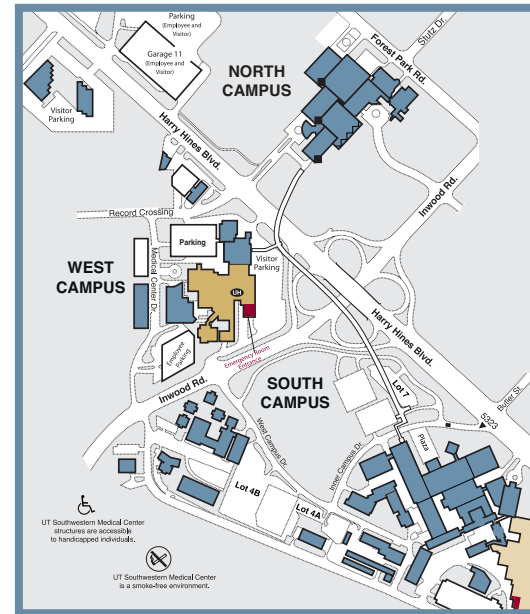 Parking
(Employee and
Visitor)
Garage 11
(Employee and
Visitor)
Stutz Dr.
Forest Park Rd.
NORTH
CAMPUS
Visitor
Parking
Harry Hines Blvd.
Inwood Rd.
Record Crossing
Parking
Visitor
Parking
WEST
CAMPUS
Medical Center Dr.
UH
Harry Hines Blvd.
Employee
Parking
Emergency Room
Entrance
Inwood Rd.
SOUTH
CAMPUS
Lot 7
Butler St.
5323
West Campus Dr.
Inner Campus Dr.
Plaza
Lot 4B
Lot 4A
UT Southwestern Medical Center
structures are accessible
to handicapped individuals.
UT Southwestern Medical Center
is a smoke-free environment.